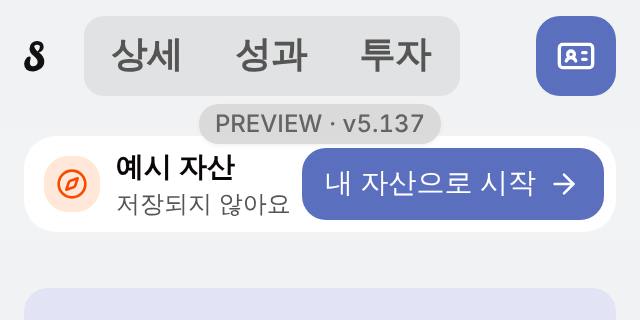 S
상세 성과 투자
PREVIEW · v5.137
예시 자산
저장되지 않아요
내 자산으로 시작 →